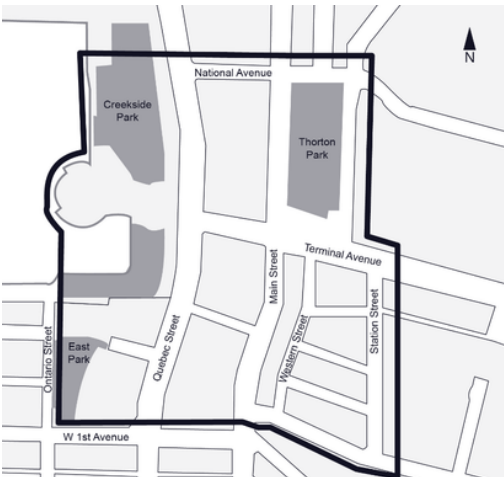 N
National Avenue
Creekside
Park
Thorton
Park
Terminal Avenue
Main Street
Station Street
Quebec Street
Western Street
Ontario Street
East
Park
W 1st Avenue